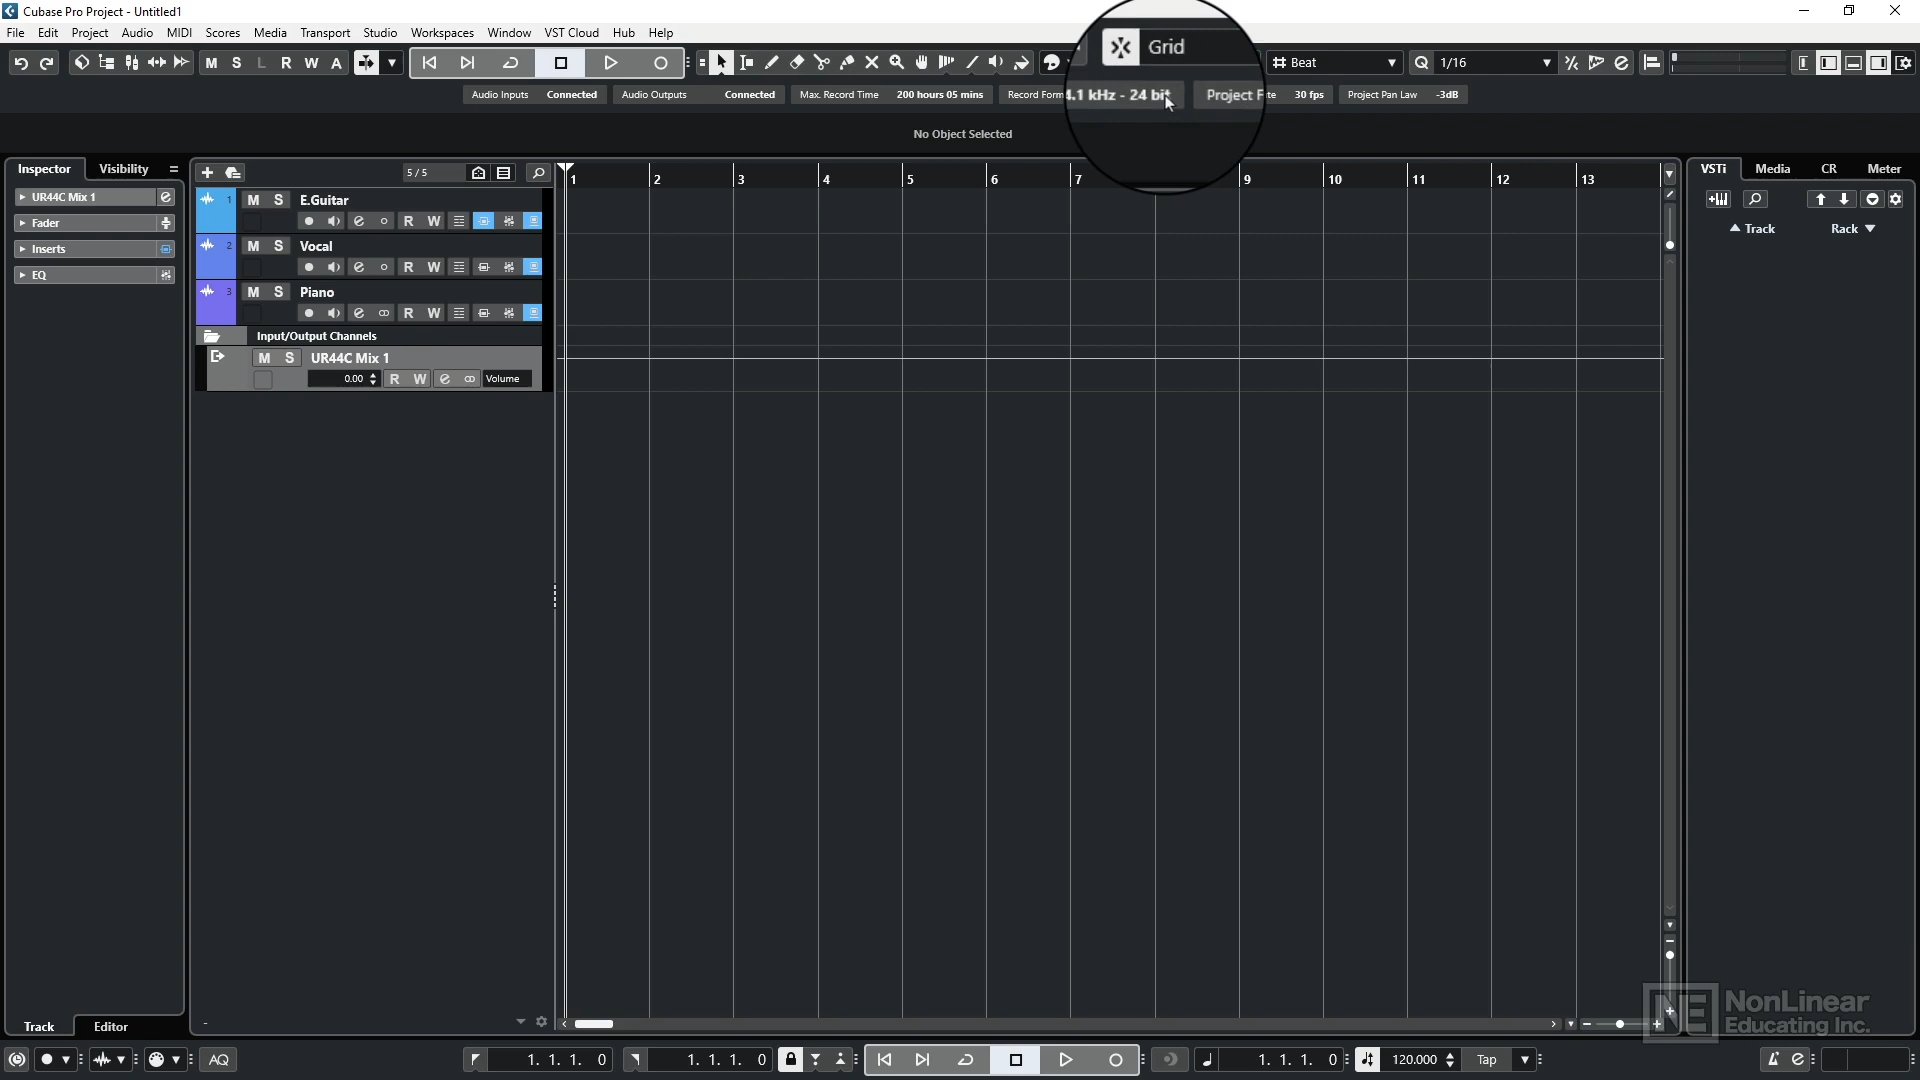 Cubase Pro Project - Untitled1
File Edit Project Audio MIDI Scores Media Transport Studio Workspaces Window VST Cloud Hub Help
M S L R W A Grid Beat 1/16
Audio Inputs Connected Audio Outputs Connected Max. Record Time 200 hours 05 mins Record Form 4.1 kHz - 24 bit Project F te 30 fps Project Pan Law -3dB
No Object Selected
Inspector Visibility 5 / 5 1 2 3 4 5 6 7 9 10 11 12 13 VSTi Media CR Meter
UR44C Mix 1
Fader
Inserts
EQ
1 M S E.Guitar
R W
2 M S Vocal
R W
3 M S Piano
R W
Input/Output Channels
M S UR44C Mix 1
0.00 R W e Volume
Track Rack
NE NonLinear
Educating Inc.
Track Editor
AQ 1. 1. 1. 0 1. 1. 1. 0 1. 1. 1. 0 120.000 Tap